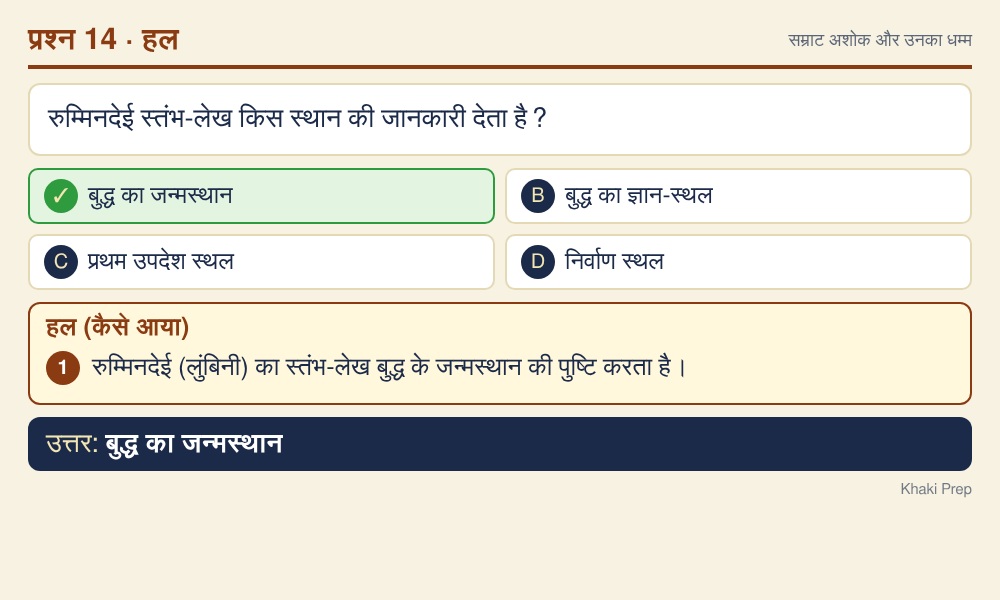 प्रश्न 14 · हल
सम्राट अशोक और उनका धम्म
रुम्मिनदेई स्तंभ-लेख किस स्थान की जानकारी देता है ?
✓ बुद्ध का जन्मस्थान
B बुद्ध का ज्ञान-स्थल
C प्रथम उपदेश स्थल
D निर्वाण स्थल
हल (कैसे आया)
1 रुम्मिनदेई (लुंबिनी) का स्तंभ-लेख बुद्ध के जन्मस्थान की पुष्टि करता है।
उत्तर: बुद्ध का जन्मस्थान
Khaki Prep